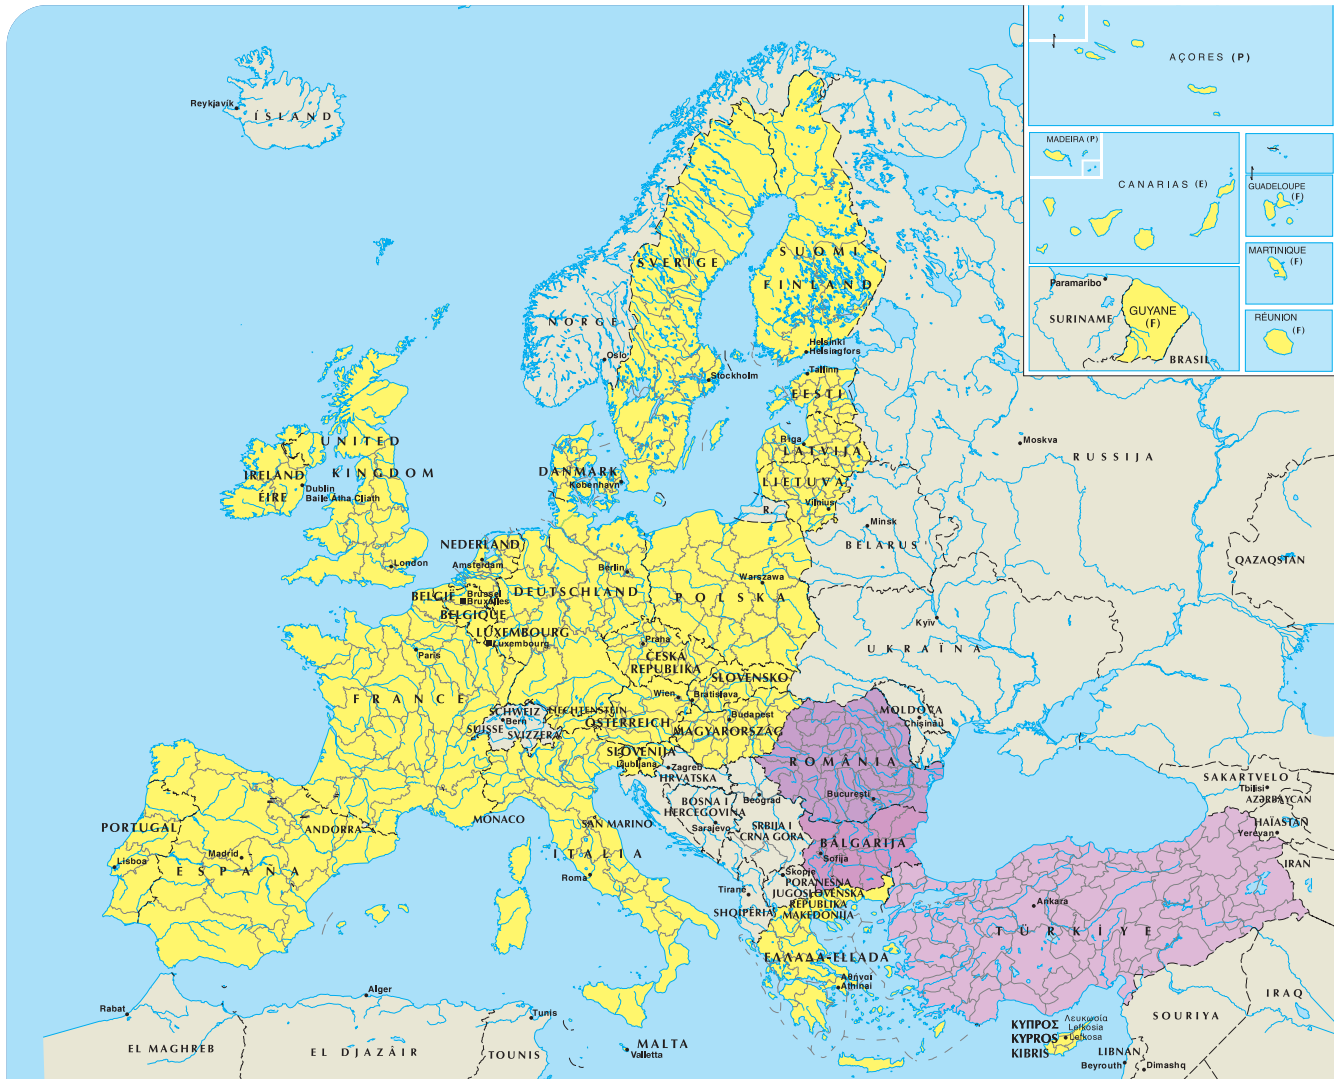 AÇORES (P)
MADEIRA (P)
CANARIAS (E)
GUADELOUPE
(F)
MARTINIQUE
(F)
RÉUNION
(F)
Paramaribo
SURINAME
GUYANE
(F)
BRASIL
Reykjavík
ÍSLAND
SVERIGE
SUOMI
FINLAND
NORGE
Oslo
Helsinki
Helsingfors
Stockholm
Tallinn
EESTI
Rīga
LATVIJA
LIETUVA
Vilnius
R.
Moskva
RUSSIJA
UNITED
KINGDOM
IRELAND
ÉIRE
Dublin
Baile Átha Cliath
London
DANMARK
København
Minsk
BELARUS
QAZAQSTAN
NEDERLAND
Amsterdam
Berlin
DEUTSCHLAND
Warszawa
POLSKA
BELGIË
Brussel
Bruxelles
BELGIQUE
LUXEMBOURG
Luxembourg
Kyïv
UKRAÏNA
Paris
FRANCE
Praha
ČESKÁ
REPUBLIKA
SLOVENSKO
Wien
Bratislava
SCHWEIZ
Bern
SUISSE
SVIZZERA
LIECHTENSTEIN
ÖSTERREICH
Budapest
MAGYARORSZÁG
MOLDOVA
Chişinău
SLOVENIJA
Ljubljana
Zagreb
HRVATSKA
ROMÂNIA
Bucureşti
BOSNA I
HERCEGOVINA
Sarajevo
Beograd
SRBIJA I
CRNA GORA
SAKARTVELO
Tbilisi
AZƏRBAYCAN
HAÏASTAN
Yerevan
IRAN
MONACO
SAN MARINO
PORTUGAL
ANDORRA
Lisboa
Madrid
ESPAÑA
ITALIA
Roma
BĂLGARIJA
Sofija
Skopje
PORANESNA
JUGOSLOVENSKA
REPUBLIKA
MAKEDONIJA
Tiranë
SHQIPËRIA
Ankara
TÜRKİYE
ΕΛΛΑΔΑ-ELLADA
Αθήναι
Athinai
Rabat
Alger
Tunis
EL MAGHREB
EL DJAZÂIR
TOUNIS
MALTA
Valletta
ΚΥΠΡΟΣ
KYPROS
KIBRIS
Λευκωσία
Lefkosia
Lefkosa
LIBNAN
Beyrouth
Dimashq
SOURIYA
IRAQ